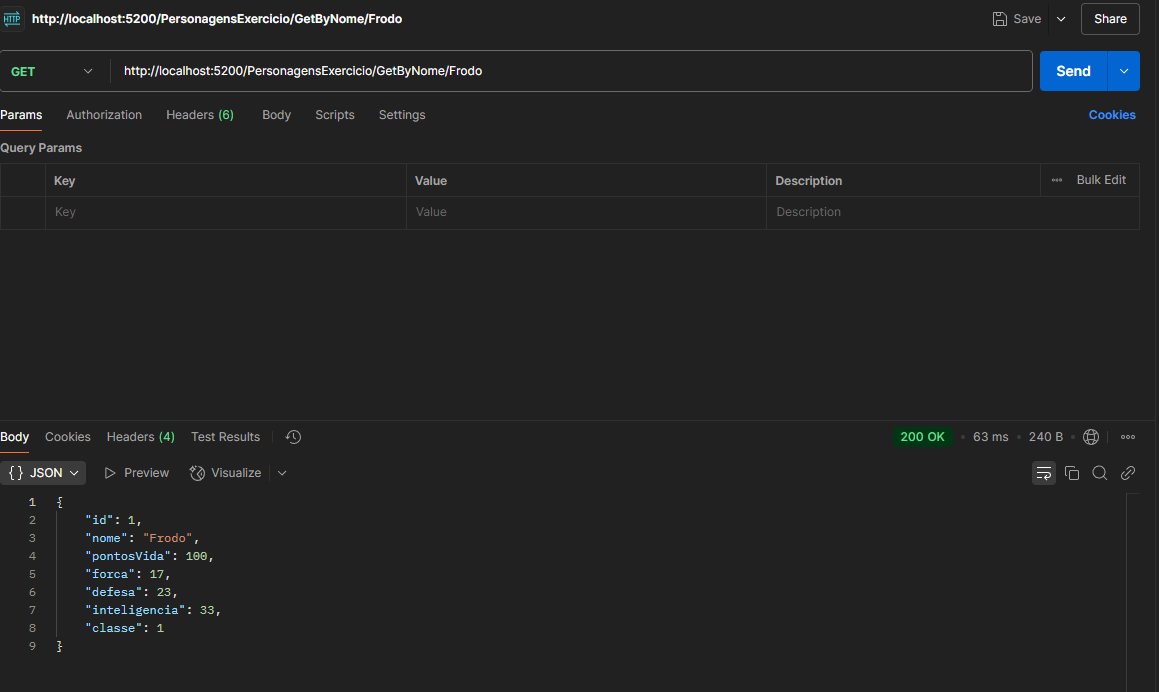 HTTP http://localhost:5200/PersonagensExercicio/GetByNome/Frodo Save Share
GET http://localhost:5200/PersonagensExercicio/GetByNome/Frodo Send
Params Authorization Headers (6) Body Scripts Settings Cookies
Query Params
Key Value Description Bulk Edit
Key Value Description
Body Cookies Headers (4) Test Results 200 OK 63 ms 240 B
{} JSON Preview Visualize
1 {
2 "id": 1,
3 "nome": "Frodo",
4 "pontosVida": 100,
5 "forca": 17,
6 "defesa": 23,
7 "inteligencia": 33,
8 "classe": 1
9 }